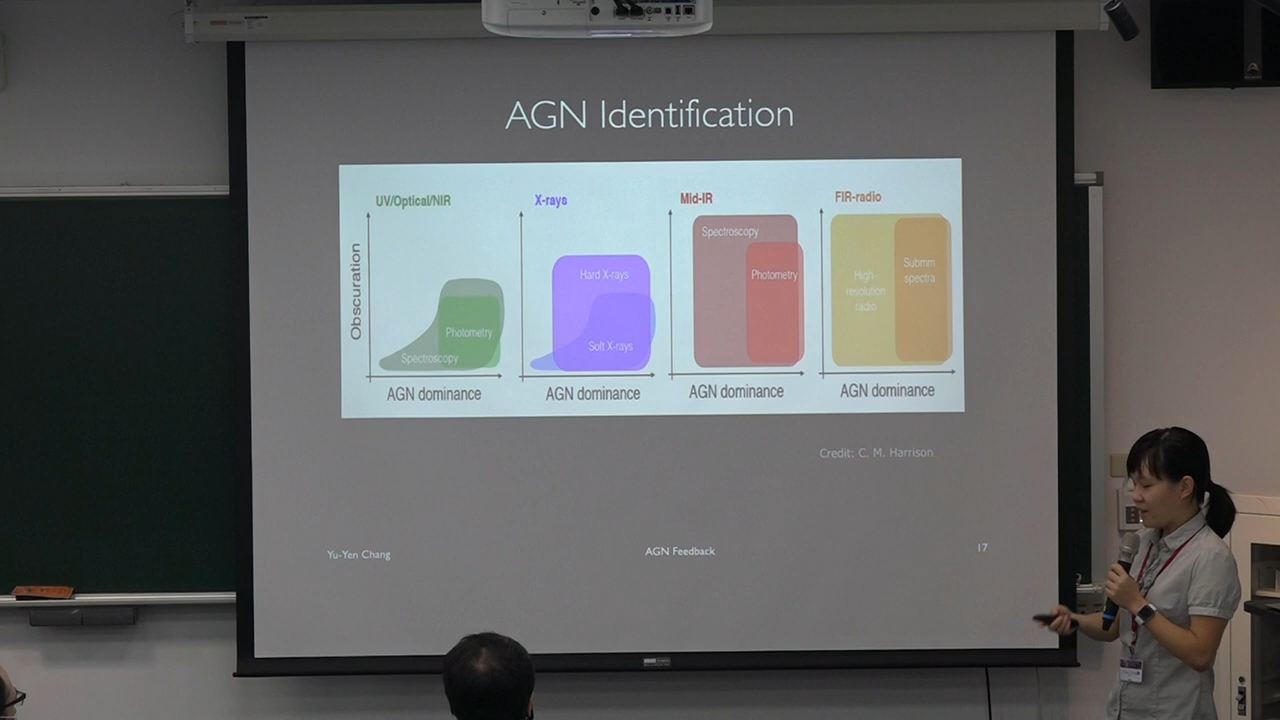 AGN Identification
UV/Optical/NIR
X-rays
Mid-IR
FIR-radio
Obscuration
Spectroscopy
Photometry
Hard X-rays
Soft X-rays
Spectroscopy
Photometry
High
resolution
radio
Submm
spectra
AGN dominance
AGN dominance
AGN dominance
AGN dominance
Credit: C. M. Harrison
Yu-Yen Chang
AGN Feedback
17